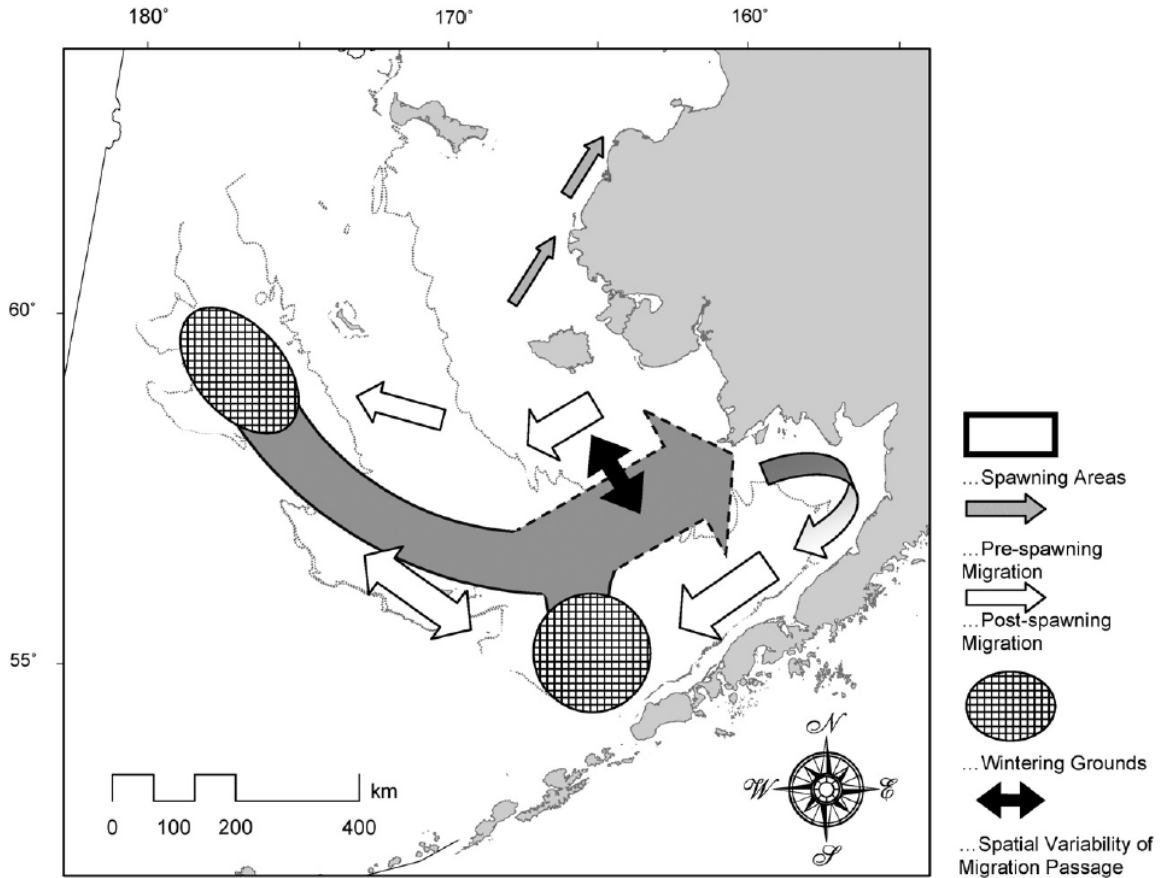 180°
170°
160°
60°
55°
km
0
100
200
400
N
W
E
S
...Spawning Areas
...Pre-spawning
Migration
...Post-spawning
Migration
...Wintering Grounds
...Spatial Variability of
Migration Passage